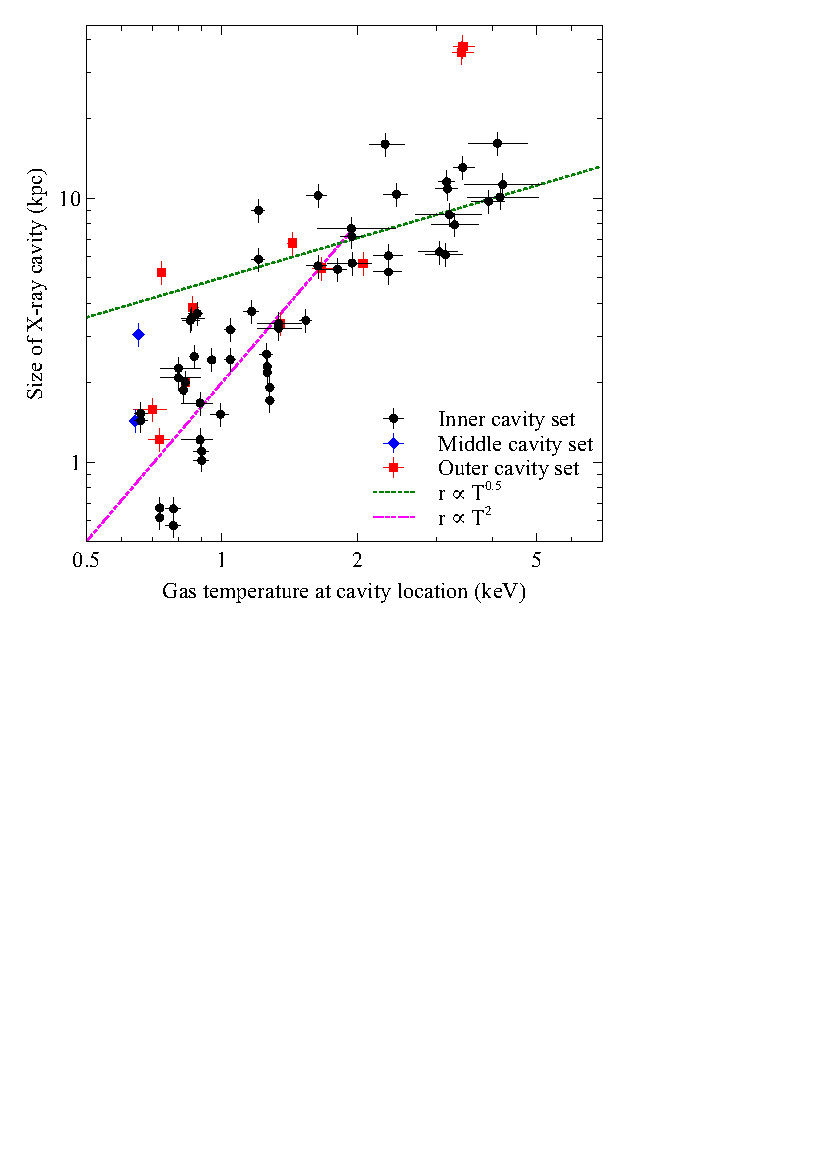 Size of X-ray cavity (kpc)
10
1
Inner cavity set
Middle cavity set
Outer cavity set
r ∝ T^0.5
r ∝ T^2
0.5 1 2 5
Gas temperature at cavity location (keV)